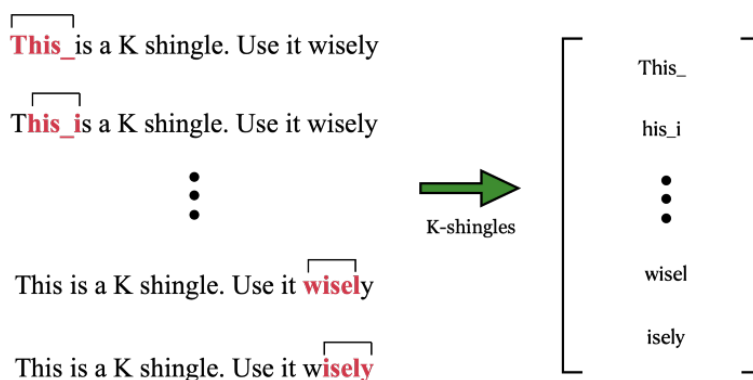 This_is a K shingle. Use it wisely
This_is a K shingle. Use it wisely
This is a K shingle. Use it wisely
This is a K shingle. Use it wisely
K-shingles
This_
his_i
wisel
isely